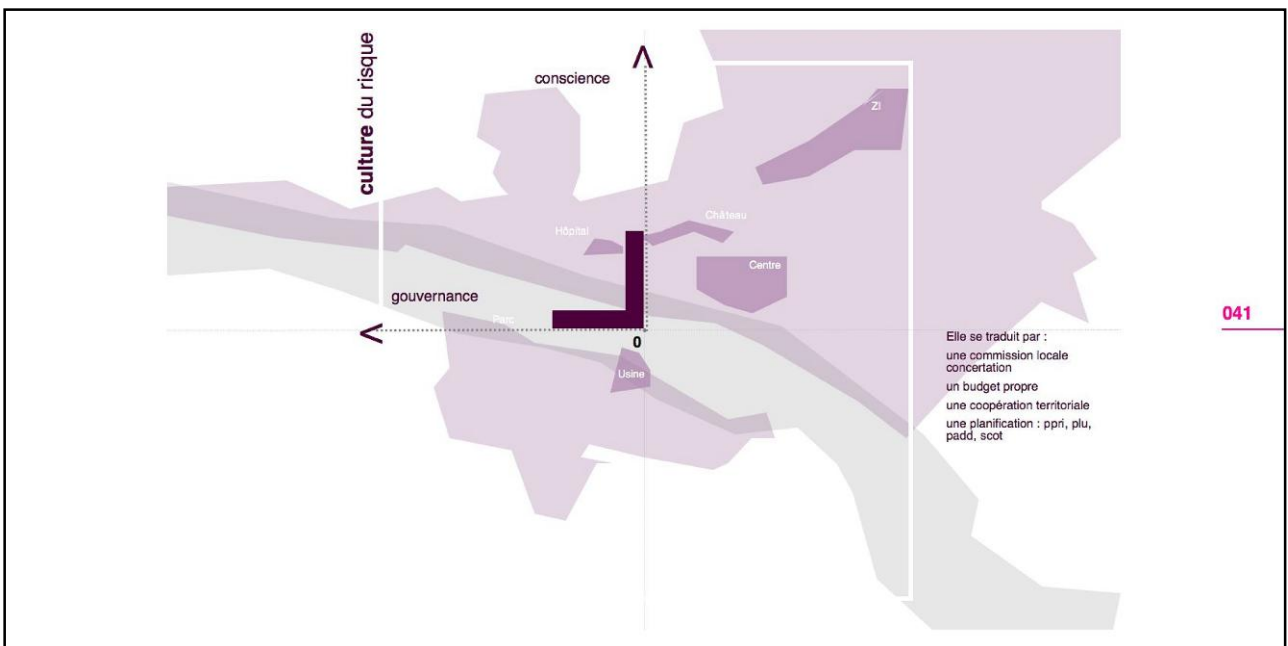 culture du risque
conscience
ZI
Château
Hôpital
Centre
gouvernance
Parc
0
Usine
041
Elle se traduit par :
une commission locale
concertation
un budget propre
une coopération territoriale
une planification : ppri, plu,
padd, scot